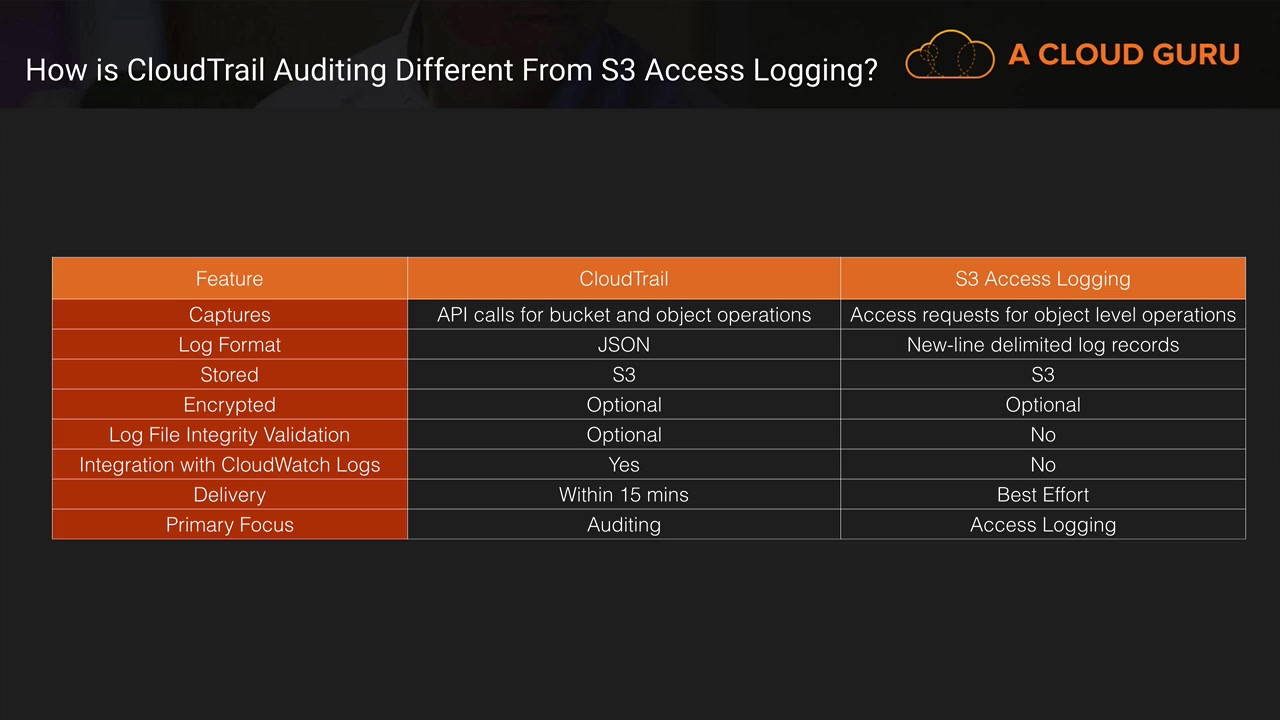 How is CloudTrail Auditing Different From S3 Access Logging?
A CLOUD GURU
Feature CloudTrail S3 Access Logging
Captures API calls for bucket and object operations Access requests for object level operations
Log Format JSON New-line delimited log records
Stored S3 S3
Encrypted Optional Optional
Log File Integrity Validation Optional No
Integration with CloudWatch Logs Yes No
Delivery Within 15 mins Best Effort
Primary Focus Auditing Access Logging